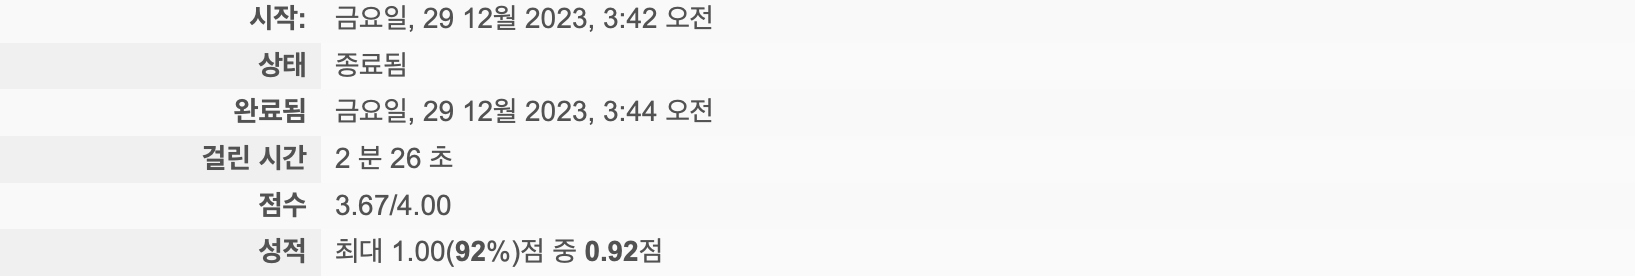 시작: 금요일, 29 12월 2023, 3:42 오전
상태 종료됨
완료됨 금요일, 29 12월 2023, 3:44 오전
걸린 시간 2 분 26 초
점수 3.67/4.00
성적 최대 1.00(92%)점 중 0.92점